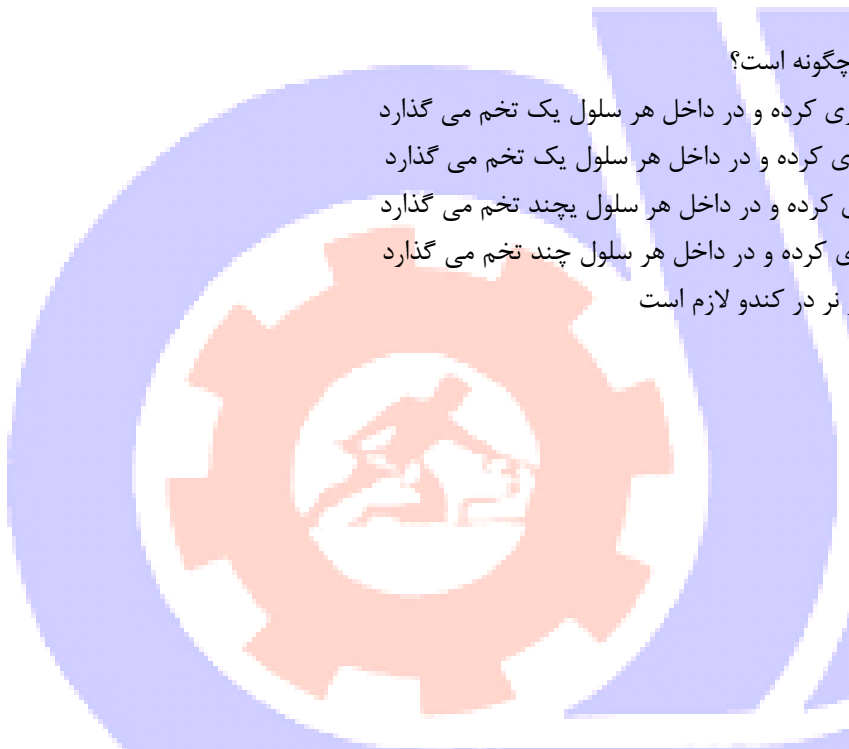 چگونه است؟
ری کرده و در داخل هر سلول یک تخم می گذارد
ی کرده و در داخل هر سلول یک تخم می گذارد
ی کرده و در داخل هر سلول یچند تخم می گذارد
ی کرده و در داخل هر سلول چند تخم می گذارد
نر در کندو لازم است